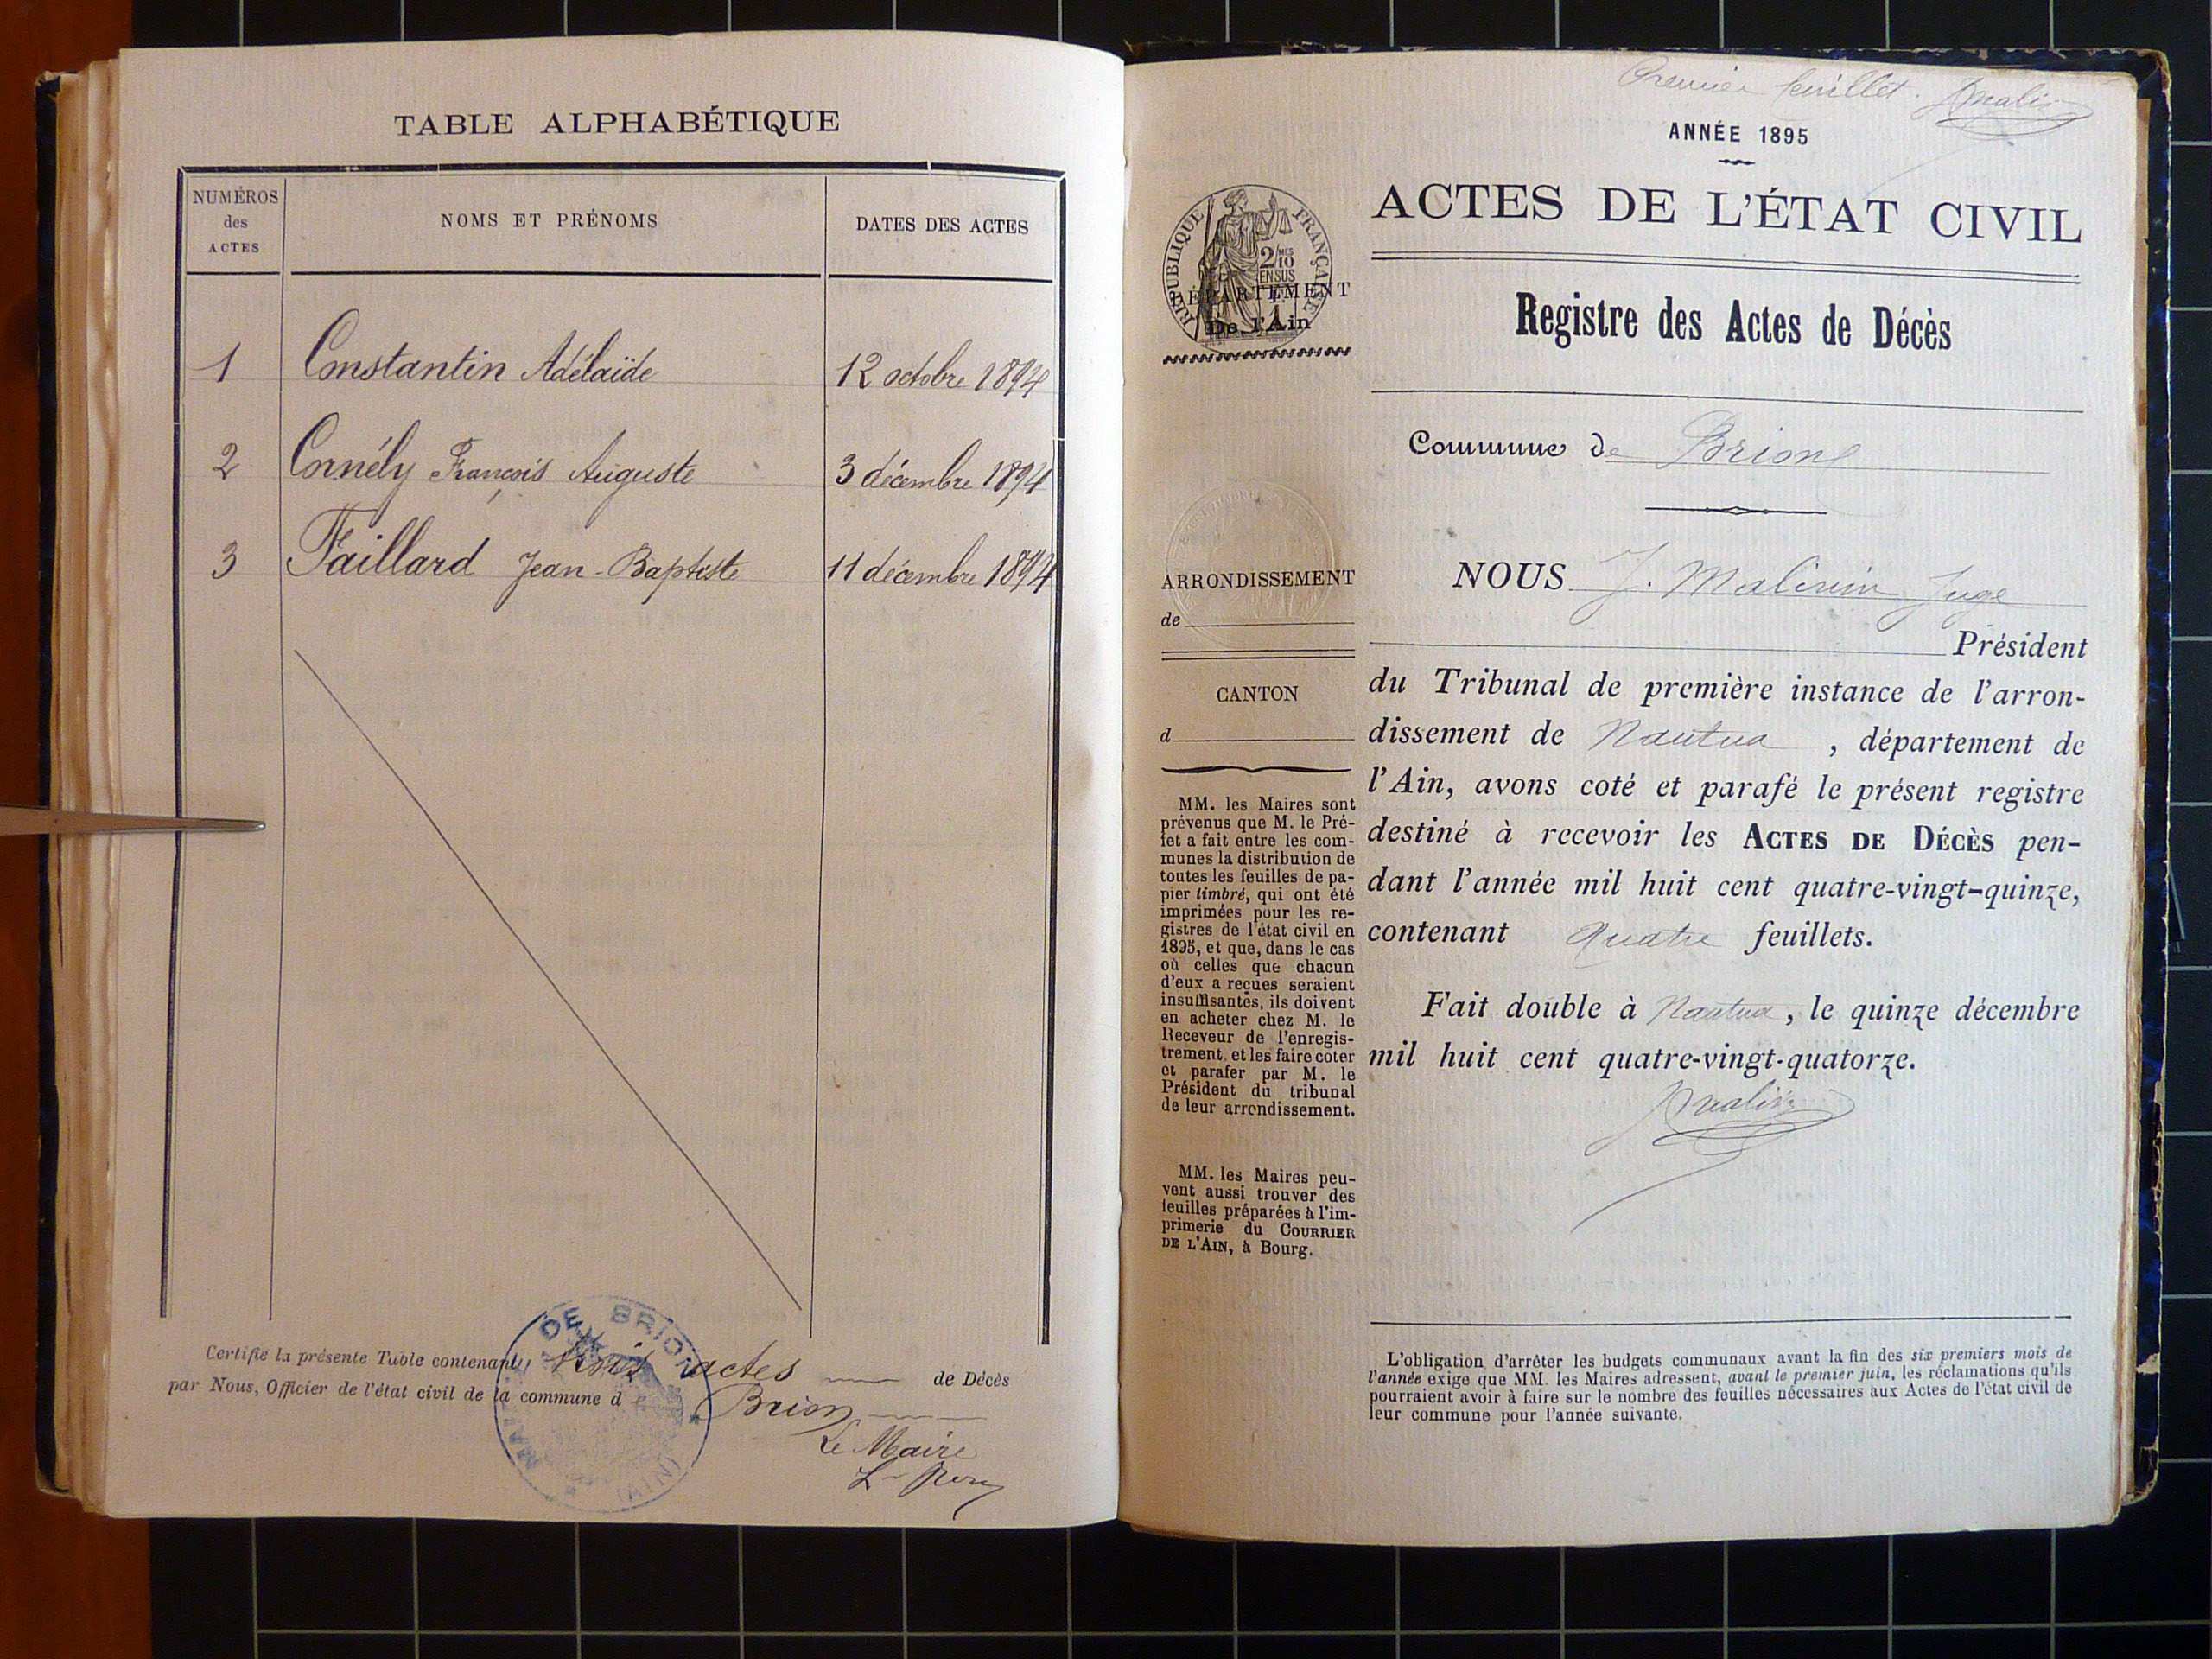 TABLE ALPHABÉTIQUE
NUMÉROS des ACTES
NOMS ET PRÉNOMS
DATES DES ACTES
1 Constantin Adélaïde 12 octobre 1894
2 Cornély François Auguste 3 décembre 1894
3 Faillard Jean-Baptiste 11 décembre 1894
Certifie la présente Table contenant trois actes de Décès
par Nous, Officier de l'état civil de la commune d Brion
Le Maire
DE BRION
(AIN)
Premier feuillet.
ANNÉE 1895
ACTES DE L'ÉTAT CIVIL
RÉPUBLIQUE FRANÇAISE
2/10 MES
EN SUS
DÉPARTEMENT
De l'Ain
Registre des Actes de Décès
Commune de Brion
ARRONDISSEMENT
de
CANTON
d
MM. les Maires sont
prévenus que M. le Pré-
fet a fait entre les com-
munes la distribution de
toutes les feuilles de pa-
pier timbré, qui ont été
imprimées pour les re-
gistres de l'état civil en
1895, et que, dans le cas
où celles que chacun
d'eux a reçues seraient
insuffisantes, ils doivent
en acheter chez M. le
Receveur de l'enregis-
trement, et les faire coter
et parafer par M. le
Président du tribunal
de leur arrondissement.
MM. les Maires peu-
vent aussi trouver des
feuilles préparées à l'im-
primerie du COURRIER
DE L'AIN, à Bourg.
NOUS J. Juge
Président
du Tribunal de première instance de l'arron-
dissement de Nantua, département de
l'Ain, avons coté et parafé le présent registre
destiné à recevoir les ACTES DE DÉCÈS pen-
dant l'année mil huit cent quatre-vingt-quinze,
contenant quatre feuillets.
Fait double à Nantua, le quinze décembre
mil huit cent quatre-vingt-quatorze.
L'obligation d'arrêter les budgets communaux avant la fin des six premiers mois de
l'année exige que MM. les Maires adressent, avant le premier juin, les réclamations qu'ils
pourraient avoir à faire sur le nombre des feuilles nécessaires aux Actes de l'état civil de
leur commune pour l'année suivante.